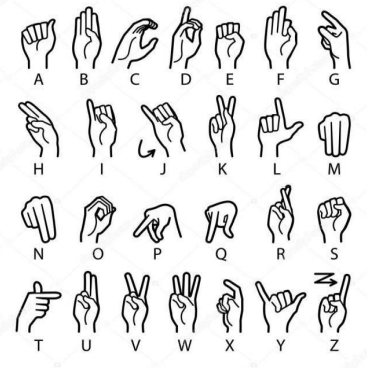 A B C D E F G
H I J K L M
N O P Q R S
T U V W X Y Z